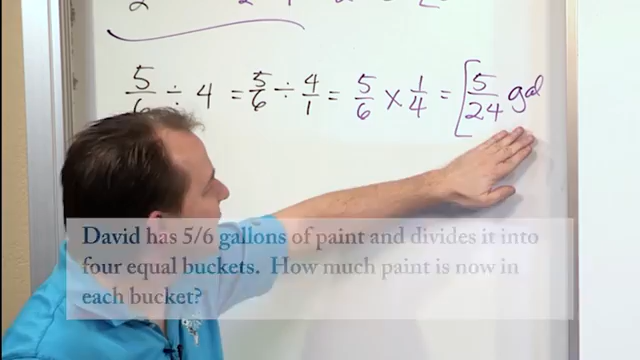 5/6 ÷ 4 = 5/6 ÷ 4/1 = 5/6 x 1/4 = [5/24 gal
David has 5/6 gallons of paint and divides it into
four equal buckets. How much paint is now in
each bucket?